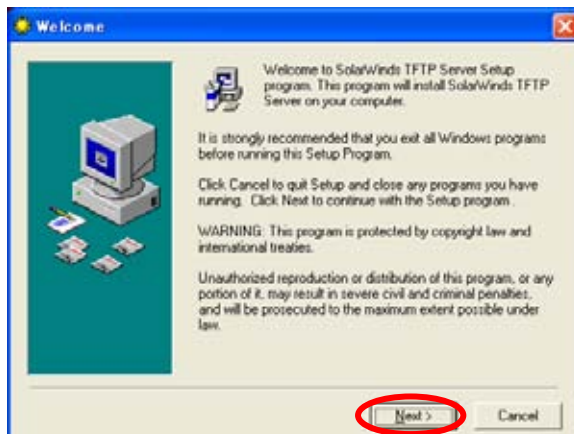 Welcome
Welcome to SolarWinds TFTP Server Setup
program. This program will install SolarWinds TFTP
Server on your computer.
It is strongly recommended that you exit all Windows programs
before running this Setup Program.
Click Cancel to quit Setup and close any programs you have
running. Click Next to continue with the Setup program.
WARNING: This program is protected by copyright law and
international treaties.
Unauthorized reproduction or distribution of this program, or any
portion of it, may result in severe civil and criminal penalties,
and will be prosecuted to the maximum extent possible under
law.
Next > Cancel